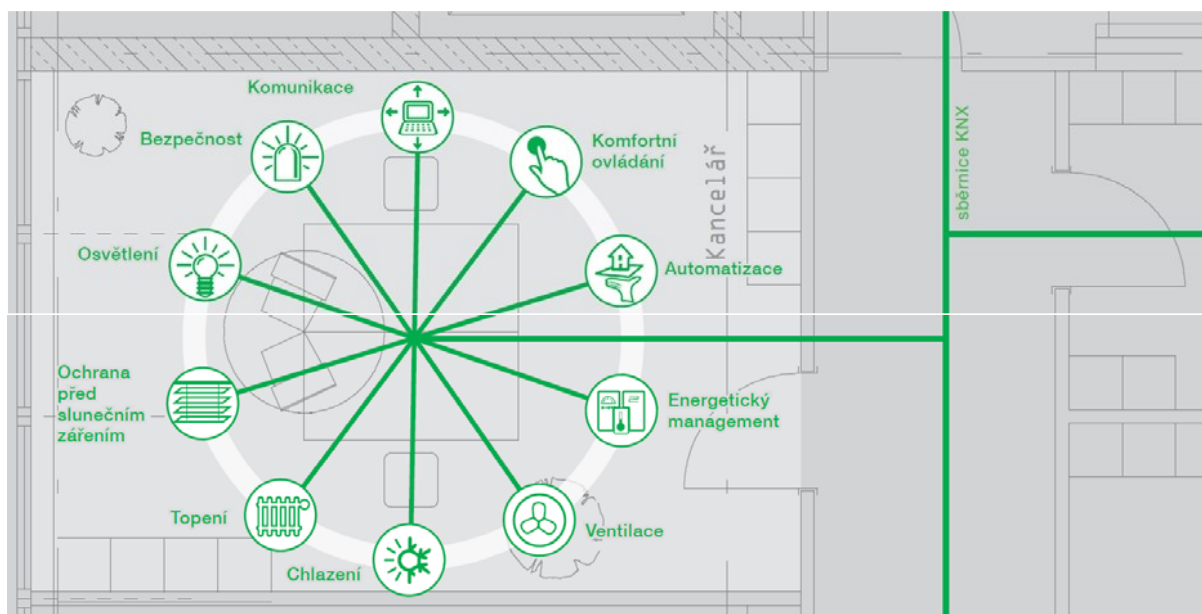 Komunikace
Bezpečnost
Komfortní
ovládání
Kancelář
sběrnice KNX
Osvětlení
Automatizace
Ochrana
před
slunečním
zářením
Energetický
management
Topení
Ventilace
Chlazení